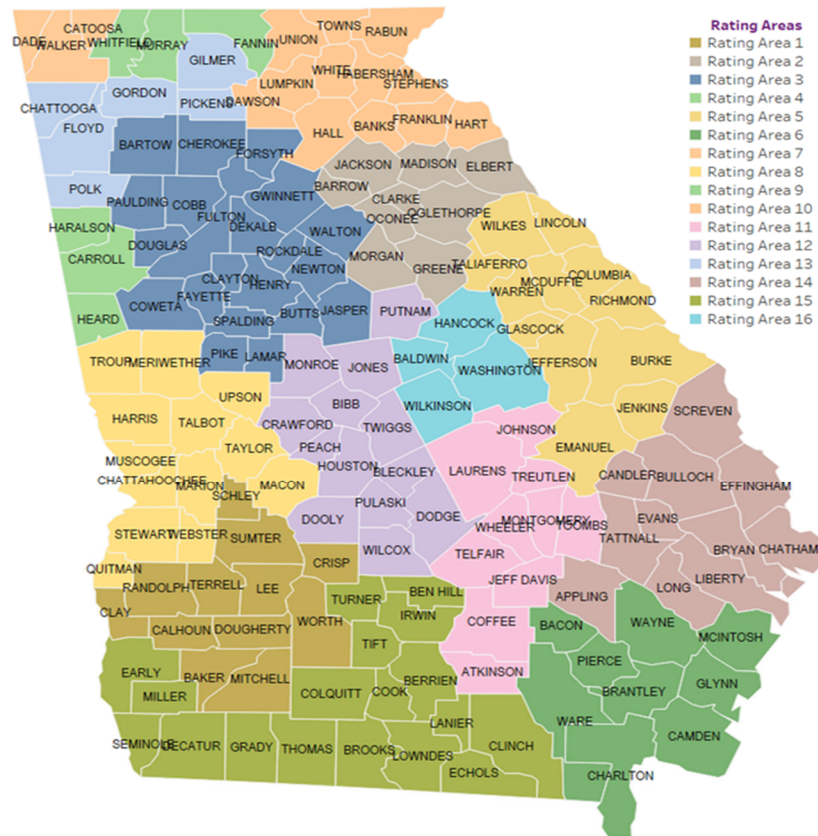 Rating Areas
Rating Area 1
Rating Area 2
Rating Area 3
Rating Area 4
Rating Area 5
Rating Area 6
Rating Area 7
Rating Area 8
Rating Area 9
Rating Area 10
Rating Area 11
Rating Area 12
Rating Area 13
Rating Area 14
Rating Area 15
Rating Area 16
CATOOSA TOWNS RABUN
DADE WALKER WHITFIELD MURRAY FANNIN UNION
GILMER
WHITE HABERSHAM
LUMPKIN STEPHENS
CHATTOOGA GORDON PICKENS DAWSON
FLOYD HALL BANKS FRANKLIN HART
BARTOW CHEROKEE FORSYTH
JACKSON MADISON ELBERT
POLK PAULDING COBB GWINNETT BARROW
CLARKE
FULTON OCONEE OGLETHORPE
HARALSON DEKALB WALTON WILKES LINCOLN
DOUGLAS ROCKDALE
CARROLL NEWTON MORGAN GREENE TALIAFERRO
CLAYTON HENRY MCDUFFIE COLUMBIA
COWETA FAYETTE WARREN RICHMOND
HEARD SPALDING BUTTS JASPER PUTNAM HANCOCK GLASCOCK
TROUP MERIWETHER PIKE LAMAR MONROE JONES BALDWIN WASHINGTON JEFFERSON BURKE
UPSON BIBB WILKINSON JENKINS SCREVEN
HARRIS TALBOT CRAWFORD TWIGGS JOHNSON
TAYLOR PEACH EMANUEL
MUSCOGEE HOUSTON BLECKLEY LAURENS TREUTLEN CANDLER BULLOCH EFFINGHAM
CHATTAHOOCHEE MARION MACON
SCHLEY PULASKI
STEWART WEBSTER SUMTER DOOLY DODGE WHEELER MONTGOMERY TOOMBS EVANS
TATTNALL
WILCOX TELFAIR BRYAN CHATHAM
QUITMAN CRISP
RANDOLPH TERRELL LEE JEFF DAVIS APPLING LONG LIBERTY
CLAY TURNER BEN HILL
CALHOUN DOUGHERTY WORTH IRWIN COFFEE BACON WAYNE MCINTOSH
TIFT
EARLY BAKER MITCHELL ATKINSON PIERCE
MILLER COLQUITT COOK BERRIEN BRANTLEY GLYNN
LANIER WARE CAMDEN
SEMINOLE DECATUR GRADY THOMAS BROOKS LOWNDES CLINCH
ECHOLS CHARLTON